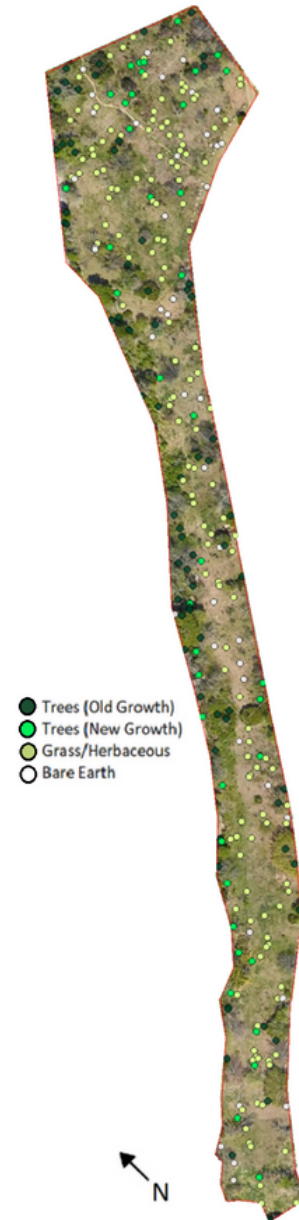 Trees (Old Growth)
Trees (New Growth)
Grass/Herbaceous
Bare Earth
N